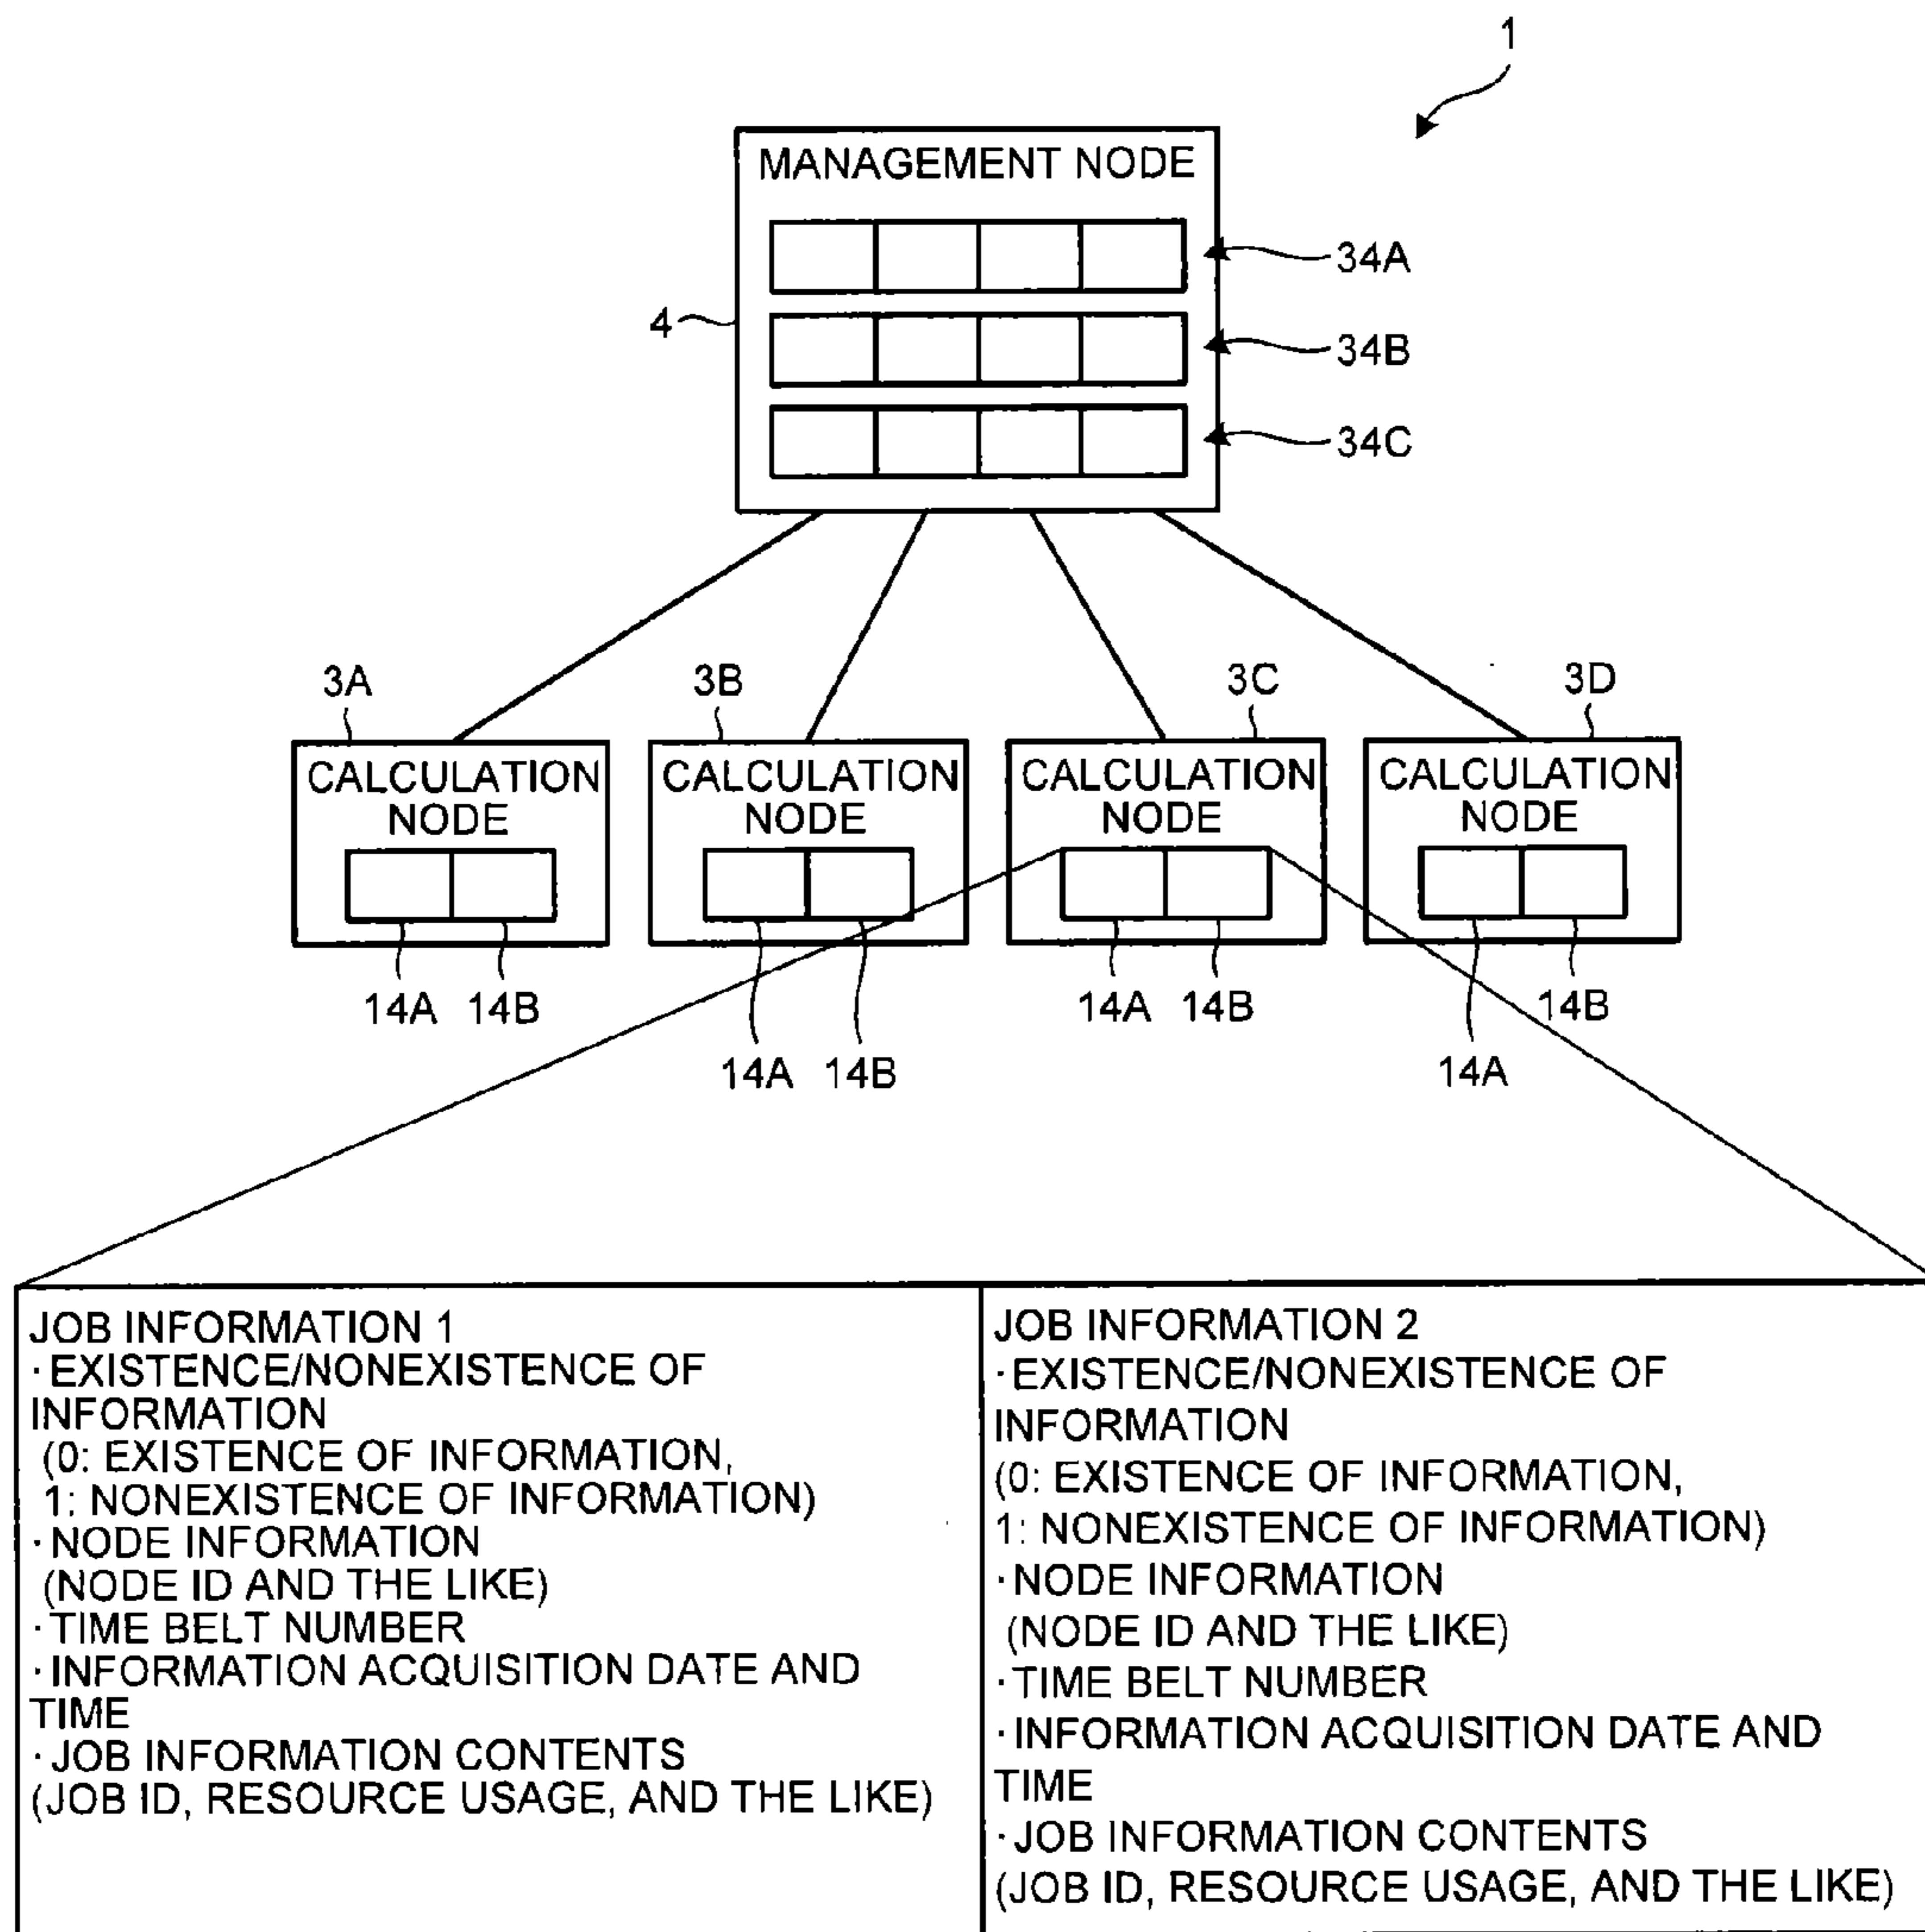 1
MANAGEMENT NODE
34A
4
34B
34C
3A
3B
3C
3D
CALCULATION
NODE
CALCULATION
NODE
CALCULATION
NODE
CALCULATION
NODE
14A 14B
14A 14B
14A 14B
14B
14A
JOB INFORMATION 1
·EXISTENCE/NONEXISTENCE OF
INFORMATION
(0: EXISTENCE OF INFORMATION,
1: NONEXISTENCE OF INFORMATION)
·NODE INFORMATION
(NODE ID AND THE LIKE)
·TIME BELT NUMBER
·INFORMATION ACQUISITION DATE AND
TIME
·JOB INFORMATION CONTENTS
(JOB ID, RESOURCE USAGE, AND THE LIKE)
JOB INFORMATION 2
·EXISTENCE/NONEXISTENCE OF
INFORMATION
(0: EXISTENCE OF INFORMATION,
1: NONEXISTENCE OF INFORMATION)
·NODE INFORMATION
(NODE ID AND THE LIKE)
·TIME BELT NUMBER
·INFORMATION ACQUISITION DATE AND
TIME
·JOB INFORMATION CONTENTS
(JOB ID, RESOURCE USAGE, AND THE LIKE)